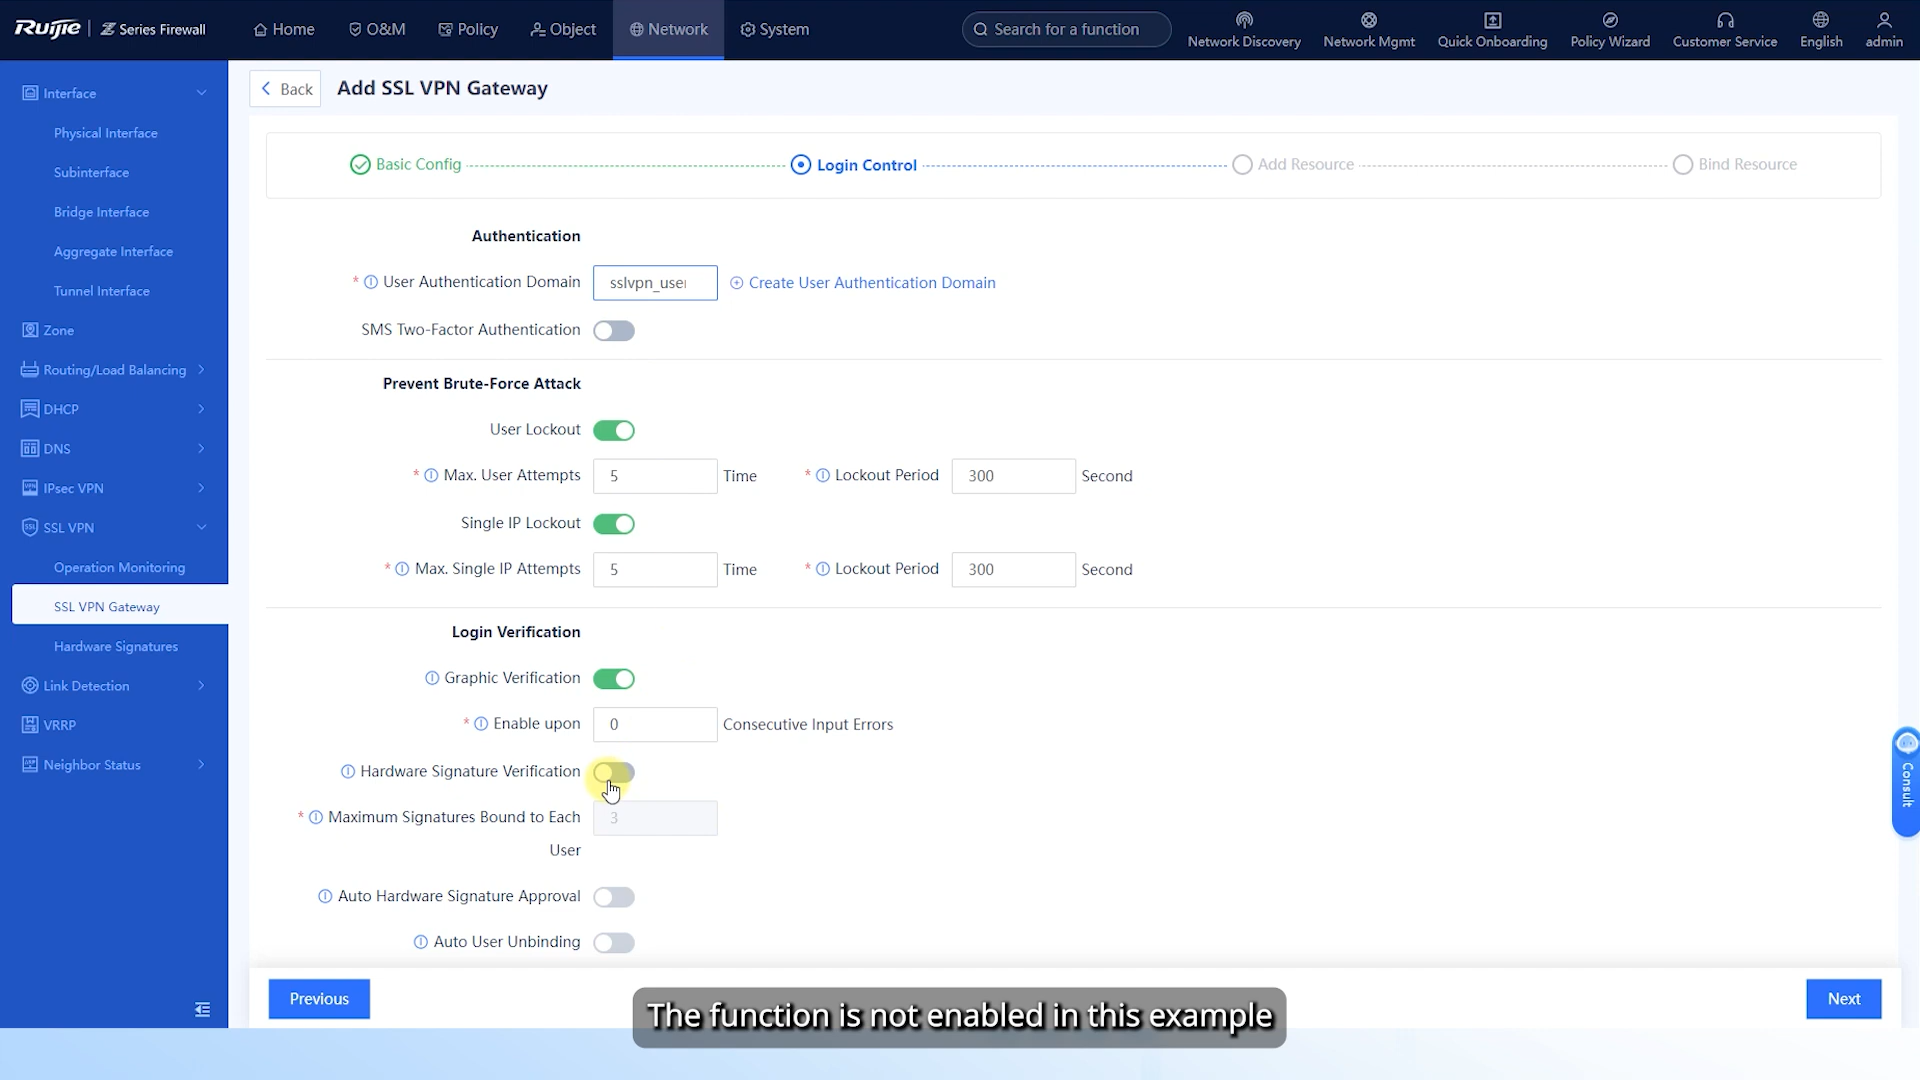 Ruijie | Z Series Firewall
Home
O&M
Policy
Object
Network
System
Search for a function
Network Discovery
Network Mgmt
Quick Onboarding
Policy Wizard
Customer Service
English
admin
Interface
Physical Interface
Subinterface
Bridge Interface
Aggregate Interface
Tunnel Interface
Zone
Routing/Load Balancing
DHCP
DNS
IPsec VPN
SSL VPN
Operation Monitoring
SSL VPN Gateway
Hardware Signatures
Link Detection
VRRP
Neighbor Status
Back
Add SSL VPN Gateway
Basic Config
Login Control
Add Resource
Bind Resource
Authentication
* User Authentication Domain sslvpn_user Create User Authentication Domain
SMS Two-Factor Authentication
Prevent Brute-Force Attack
User Lockout
* Max. User Attempts 5 Time * Lockout Period 300 Second
Single IP Lockout
* Max. Single IP Attempts 5 Time * Lockout Period 300 Second
Login Verification
Graphic Verification
* Enable upon 0 Consecutive Input Errors
Hardware Signature Verification
* Maximum Signatures Bound to Each 3
User
Auto Hardware Signature Approval
Auto User Unbinding
Previous
Next
Consult
The function is not enabled in this example